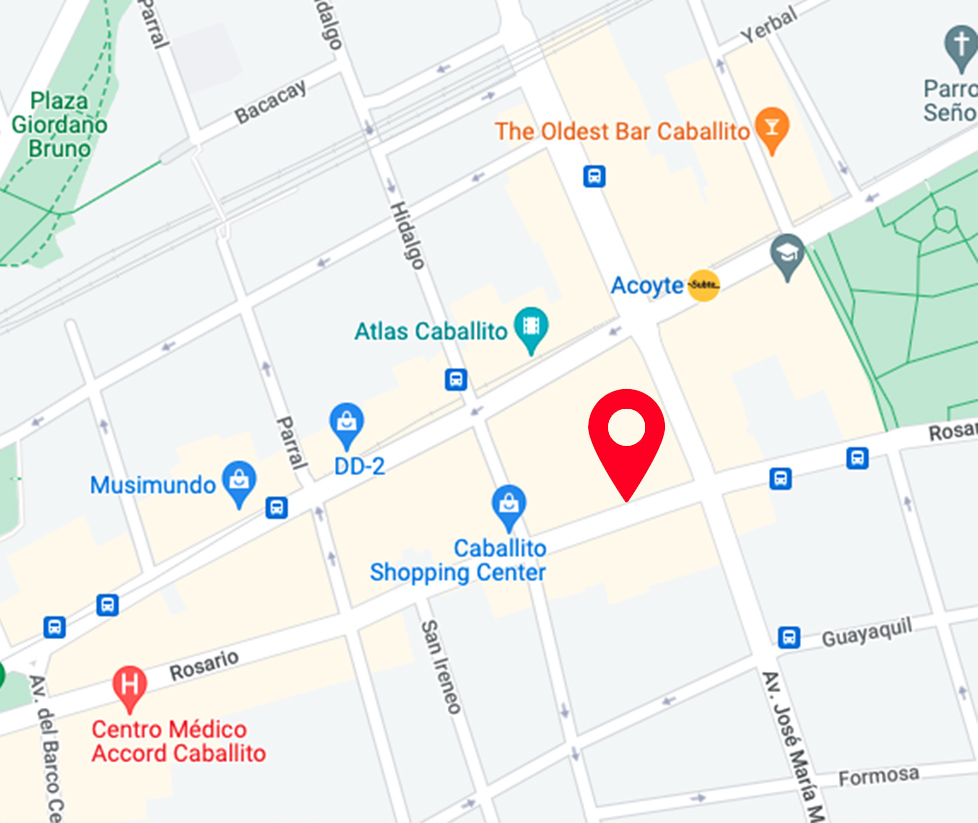 Parral
Hidalgo
Yerbal
Plaza
Giordano
Bruno
Bacacay
The Oldest Bar Caballito
Parro
Seño
Hidalgo
Acoyte
Subte
Atlas Caballito
Parral
DD-2
Musimundo
Rosar
Caballito
Shopping Center
Rosario
H
San Ireneo
Guayaquil
Av. del Barco Ce
Centro Médico
Accord Caballito
Av. José María M
Formosa